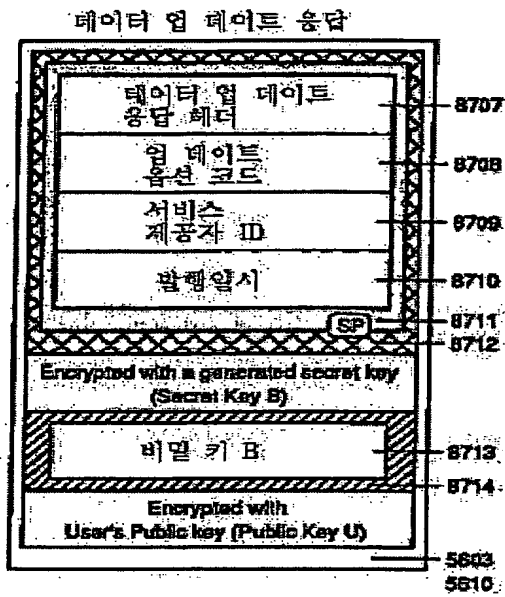 데이터 업 데이트 응답
데이터 업 데이트
응답 헤더
8707
업 데이트
옵션 코드
8708
서비스
제공자 ID
8709
발행일시
8710
SP
8711
8712
Encrypted with a generated secret key
(Secret Key B)
비밀 키 B
8713
8714
Encrypted with
User's Public key (Public Key U)
5603
5610